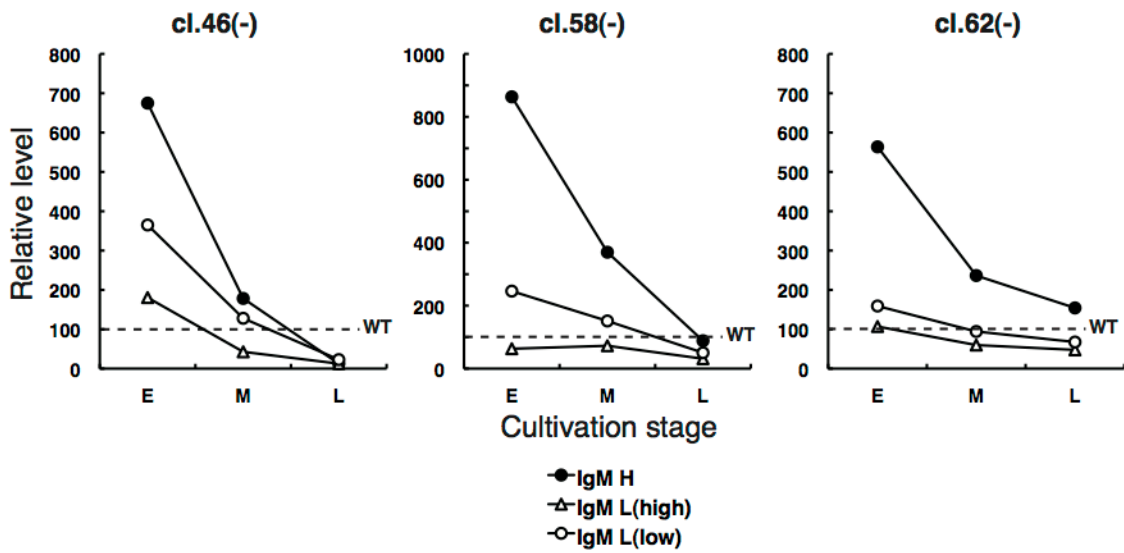 cl.46(-)
cl.58(-)
cl.62(-)
Relative level
800
700
600
500
400
300
200
100
0
WT
E M L
1000
800
600
400
200
0
WT
E M L
800
700
600
500
400
300
200
100
0
WT
E M L
Cultivation stage
IgM H
IgM L(high)
IgM L(low)